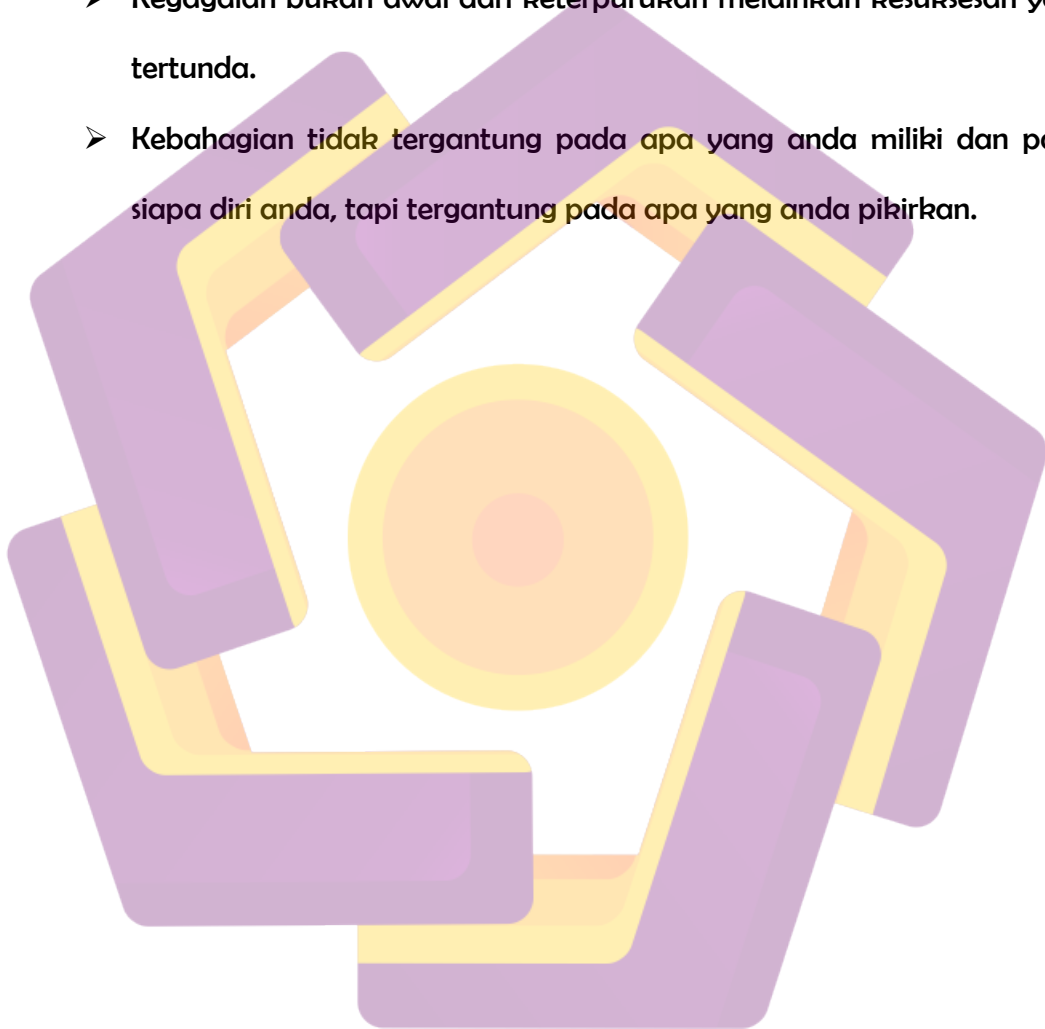 ➢ Kegagalan bukan awal dari keterpurukan melainkan kesuksesan
tertunda.
➢ Kebahagian tidak tergantung pada apa yang anda miliki dan
siapa diri anda, tapi tergantung pada apa yang anda pikirkan.